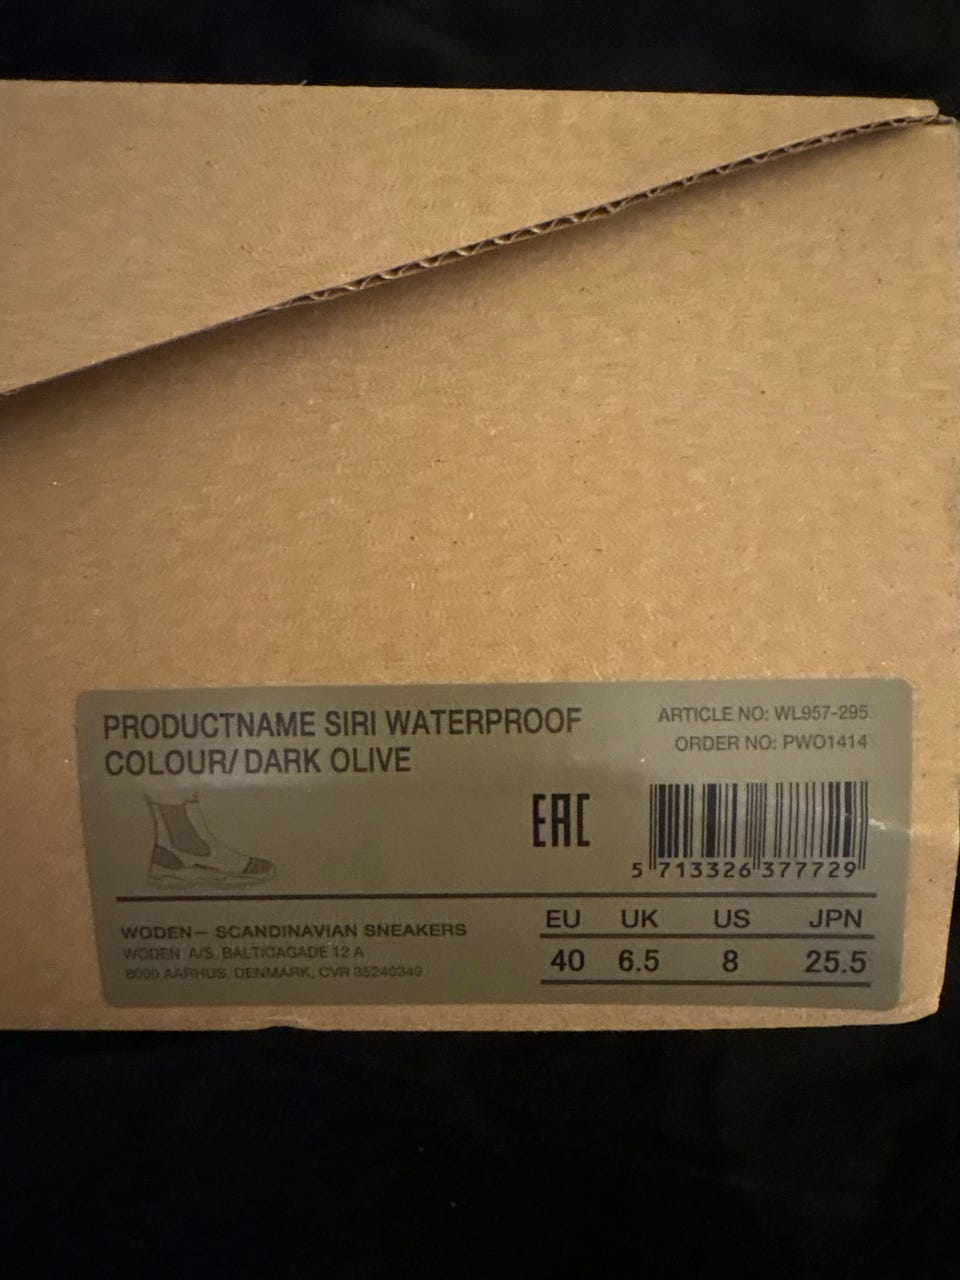 PRODUCTNAME SIRI WATERPROOF
COLOUR/DARK OLIVE
ARTICLE NO: WL957-295
ORDER NO: PWO1414
EAC
5 713326 377729
WODEN— SCANDINAVIAN SNEAKERS
WODEN A/S, BALTICAGADE 12 A
8000 AARHUS, DENMARK, CVR 35240349
EU UK US JPN
40 6.5 8 25.5